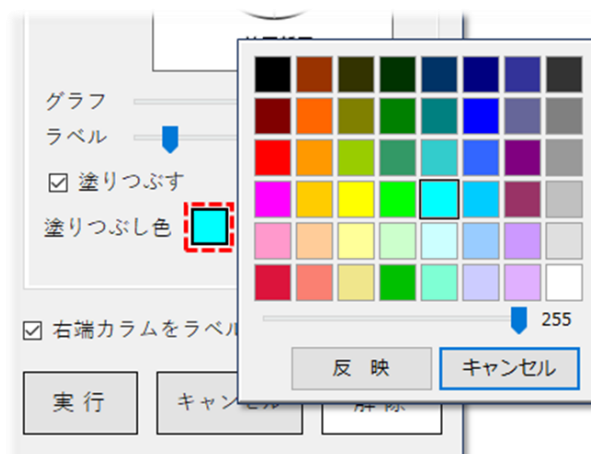 グラフ
ラベル
塗りつぶす
塗りつぶし色
255
反 映
キャンセル
右端カラムをラベル
実 行